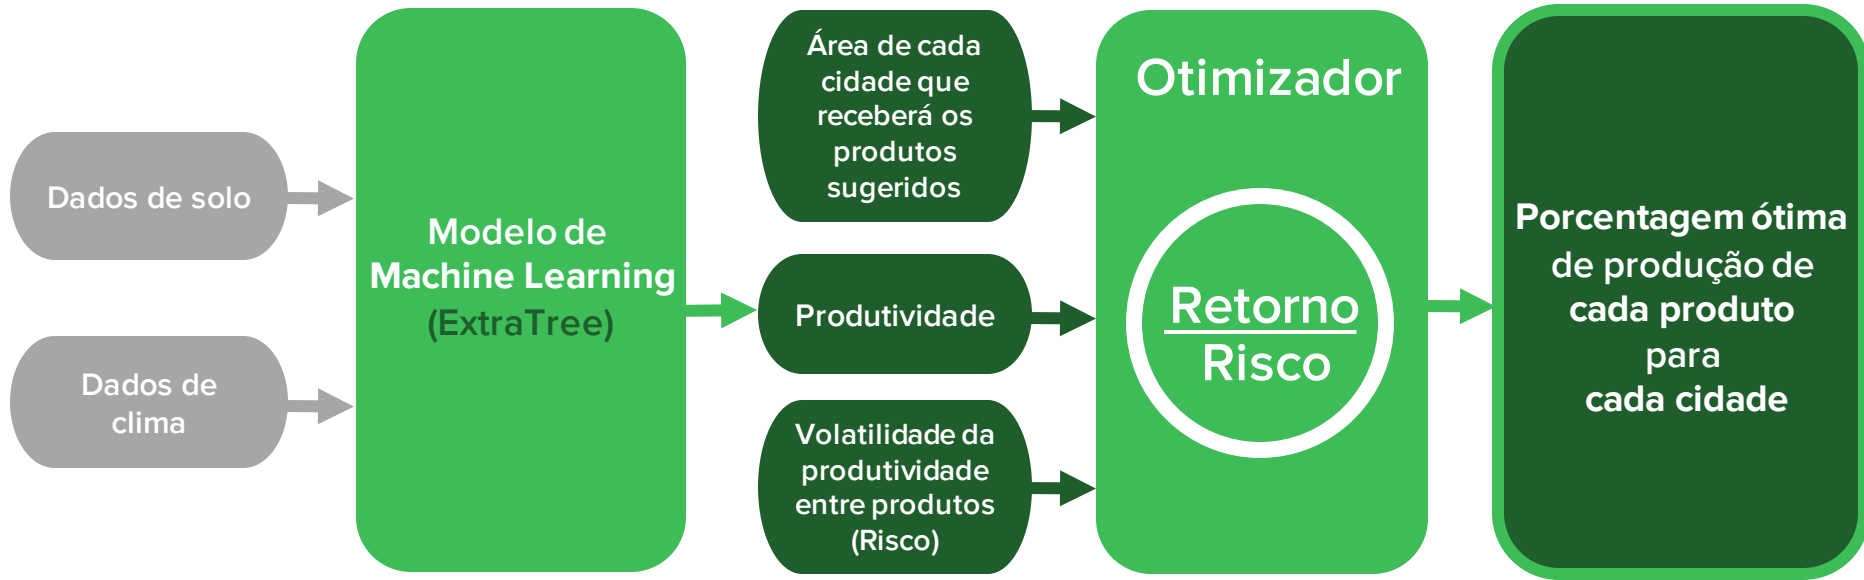 Dados de solo
Dados de
clima
Modelo de
Machine Learning
(ExtraTree)
Área de cada
cidade que
receberá os
produtos
sugeridos
Produtividade
Volatilidade da
produtividade
entre produtos
(Risco)
Otimizador
Retorno
Risco
Porcentagem ótima
de produção de
cada produto
para
cada cidade